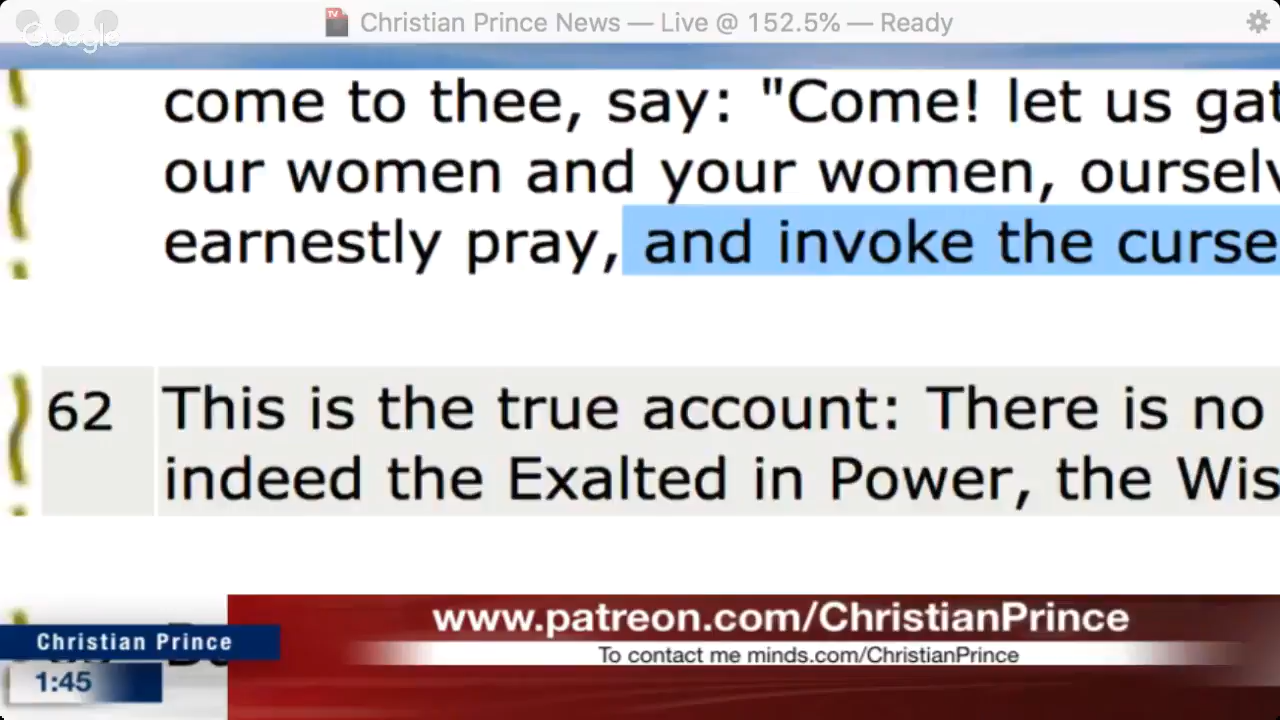 Christian Prince News — Live @ 152.5% — Ready
Google
come to thee, say: "Come! let us gat
our women and your women, ourselv
earnestly pray, and invoke the curse
62 This is the true account: There is no
indeed the Exalted in Power, the Wis
www.patreon.com/ChristianPrince
Christian Prince
To contact me minds.com/ChristianPrince
1:45